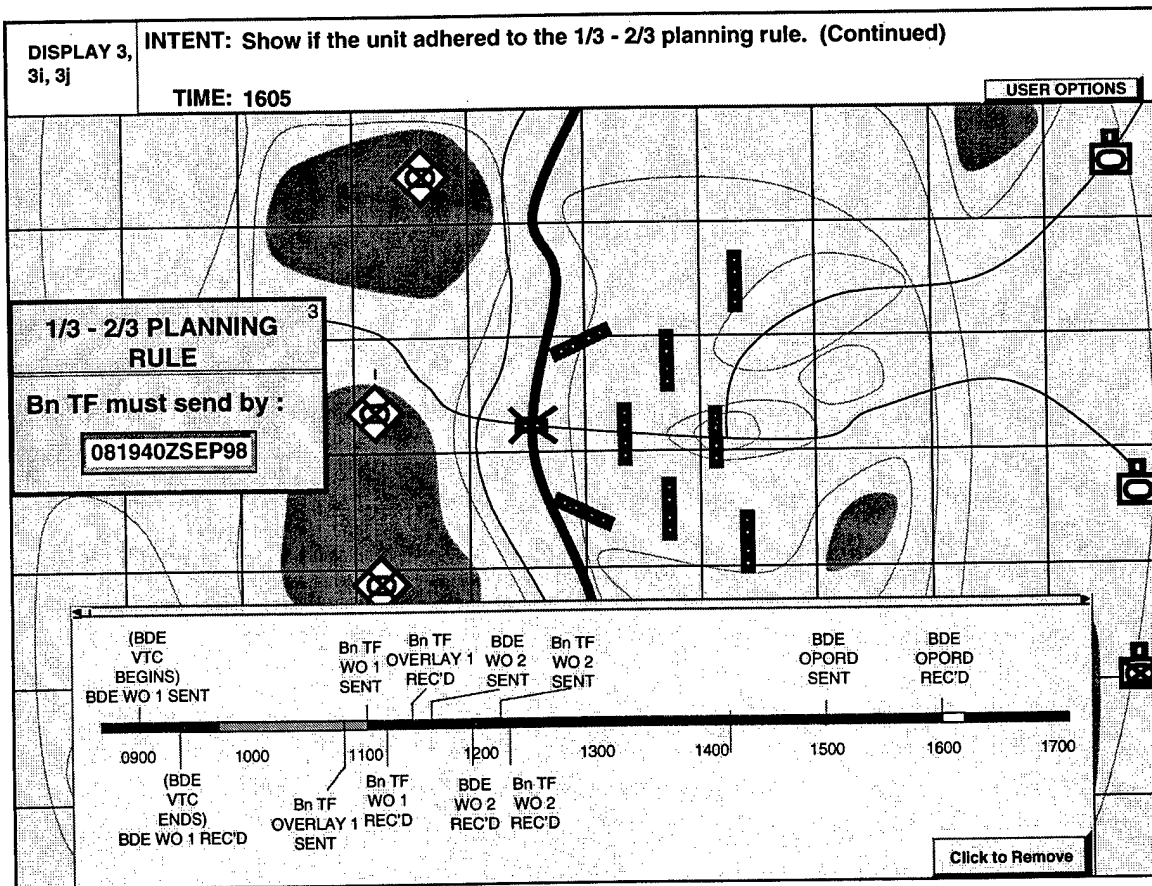 DISPLAY 3,
3i, 3j
INTENT: Show if the unit adhered to the 1/3 - 2/3 planning rule. (Continued)
TIME: 1605
USER OPTIONS
3
1/3 - 2/3 PLANNING
RULE
Bn TF must send by :
081940ZSEP98
(BDE
VTC
BEGINS)
BDE WO 1 SENT
Bn TF
WO 1
SENT
Bn TF
OVERLAY 1
REC'D
BDE
WO 2
SENT
Bn TF
WO 2
SENT
BDE
OPORD
SENT
BDE
OPORD
REC'D
0900 1000 1100 1200 1300 1400 1500 1600 1700
(BDE
VTC
ENDS)
BDE WO 1 REC'D
Bn TF
OVERLAY 1
SENT
Bn TF
WO 1
REC'D
BDE
WO 2
REC'D
Bn TF
WO 2
REC'D
Click to Remove